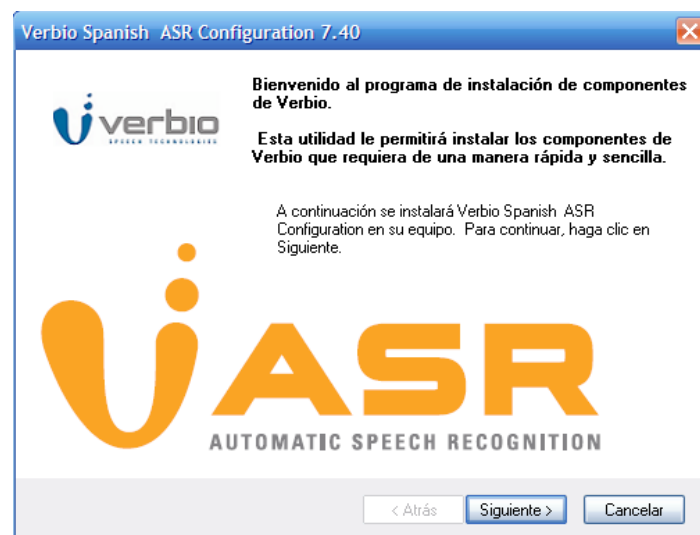 Verbio Spanish  ASR Configuration 7.40
Bienvenido al programa de instalación de componentes
de Verbio.
verbio
SPEECH TECHNOLOGIES
Esta utilidad le permitirá instalar los componentes de
Verbio que requiera de una manera rápida y sencilla.
A continuación se instalará Verbio Spanish  ASR
Configuration en su equipo.  Para continuar, haga clic en
Siguiente.
ASR
AUTOMATIC SPEECH RECOGNITION
< Atrás
Siguiente >
Cancelar